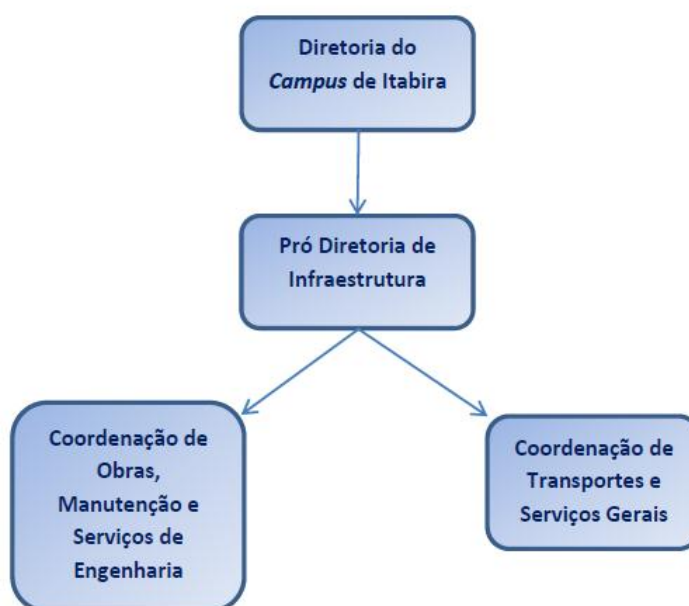 Diretoria do
Campus de Itabira
Pró Diretoria de
Infraestrutura
Coordenação de
Obras,
Manutenção e
Serviços de
Engenharia
Coordenação de
Transportes e
Serviços Gerais